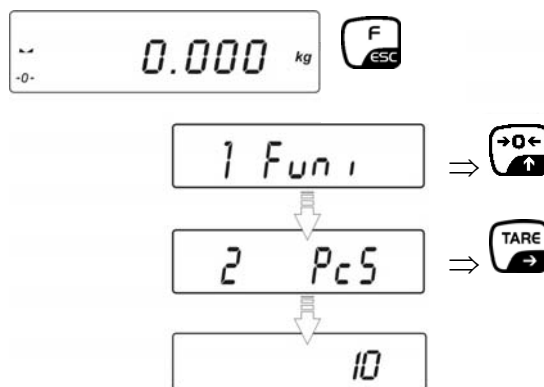 -0- 0.000 kg F ESC
1 Funi ⇒ →0← ↑
2 PcS ⇒ TARE →
10